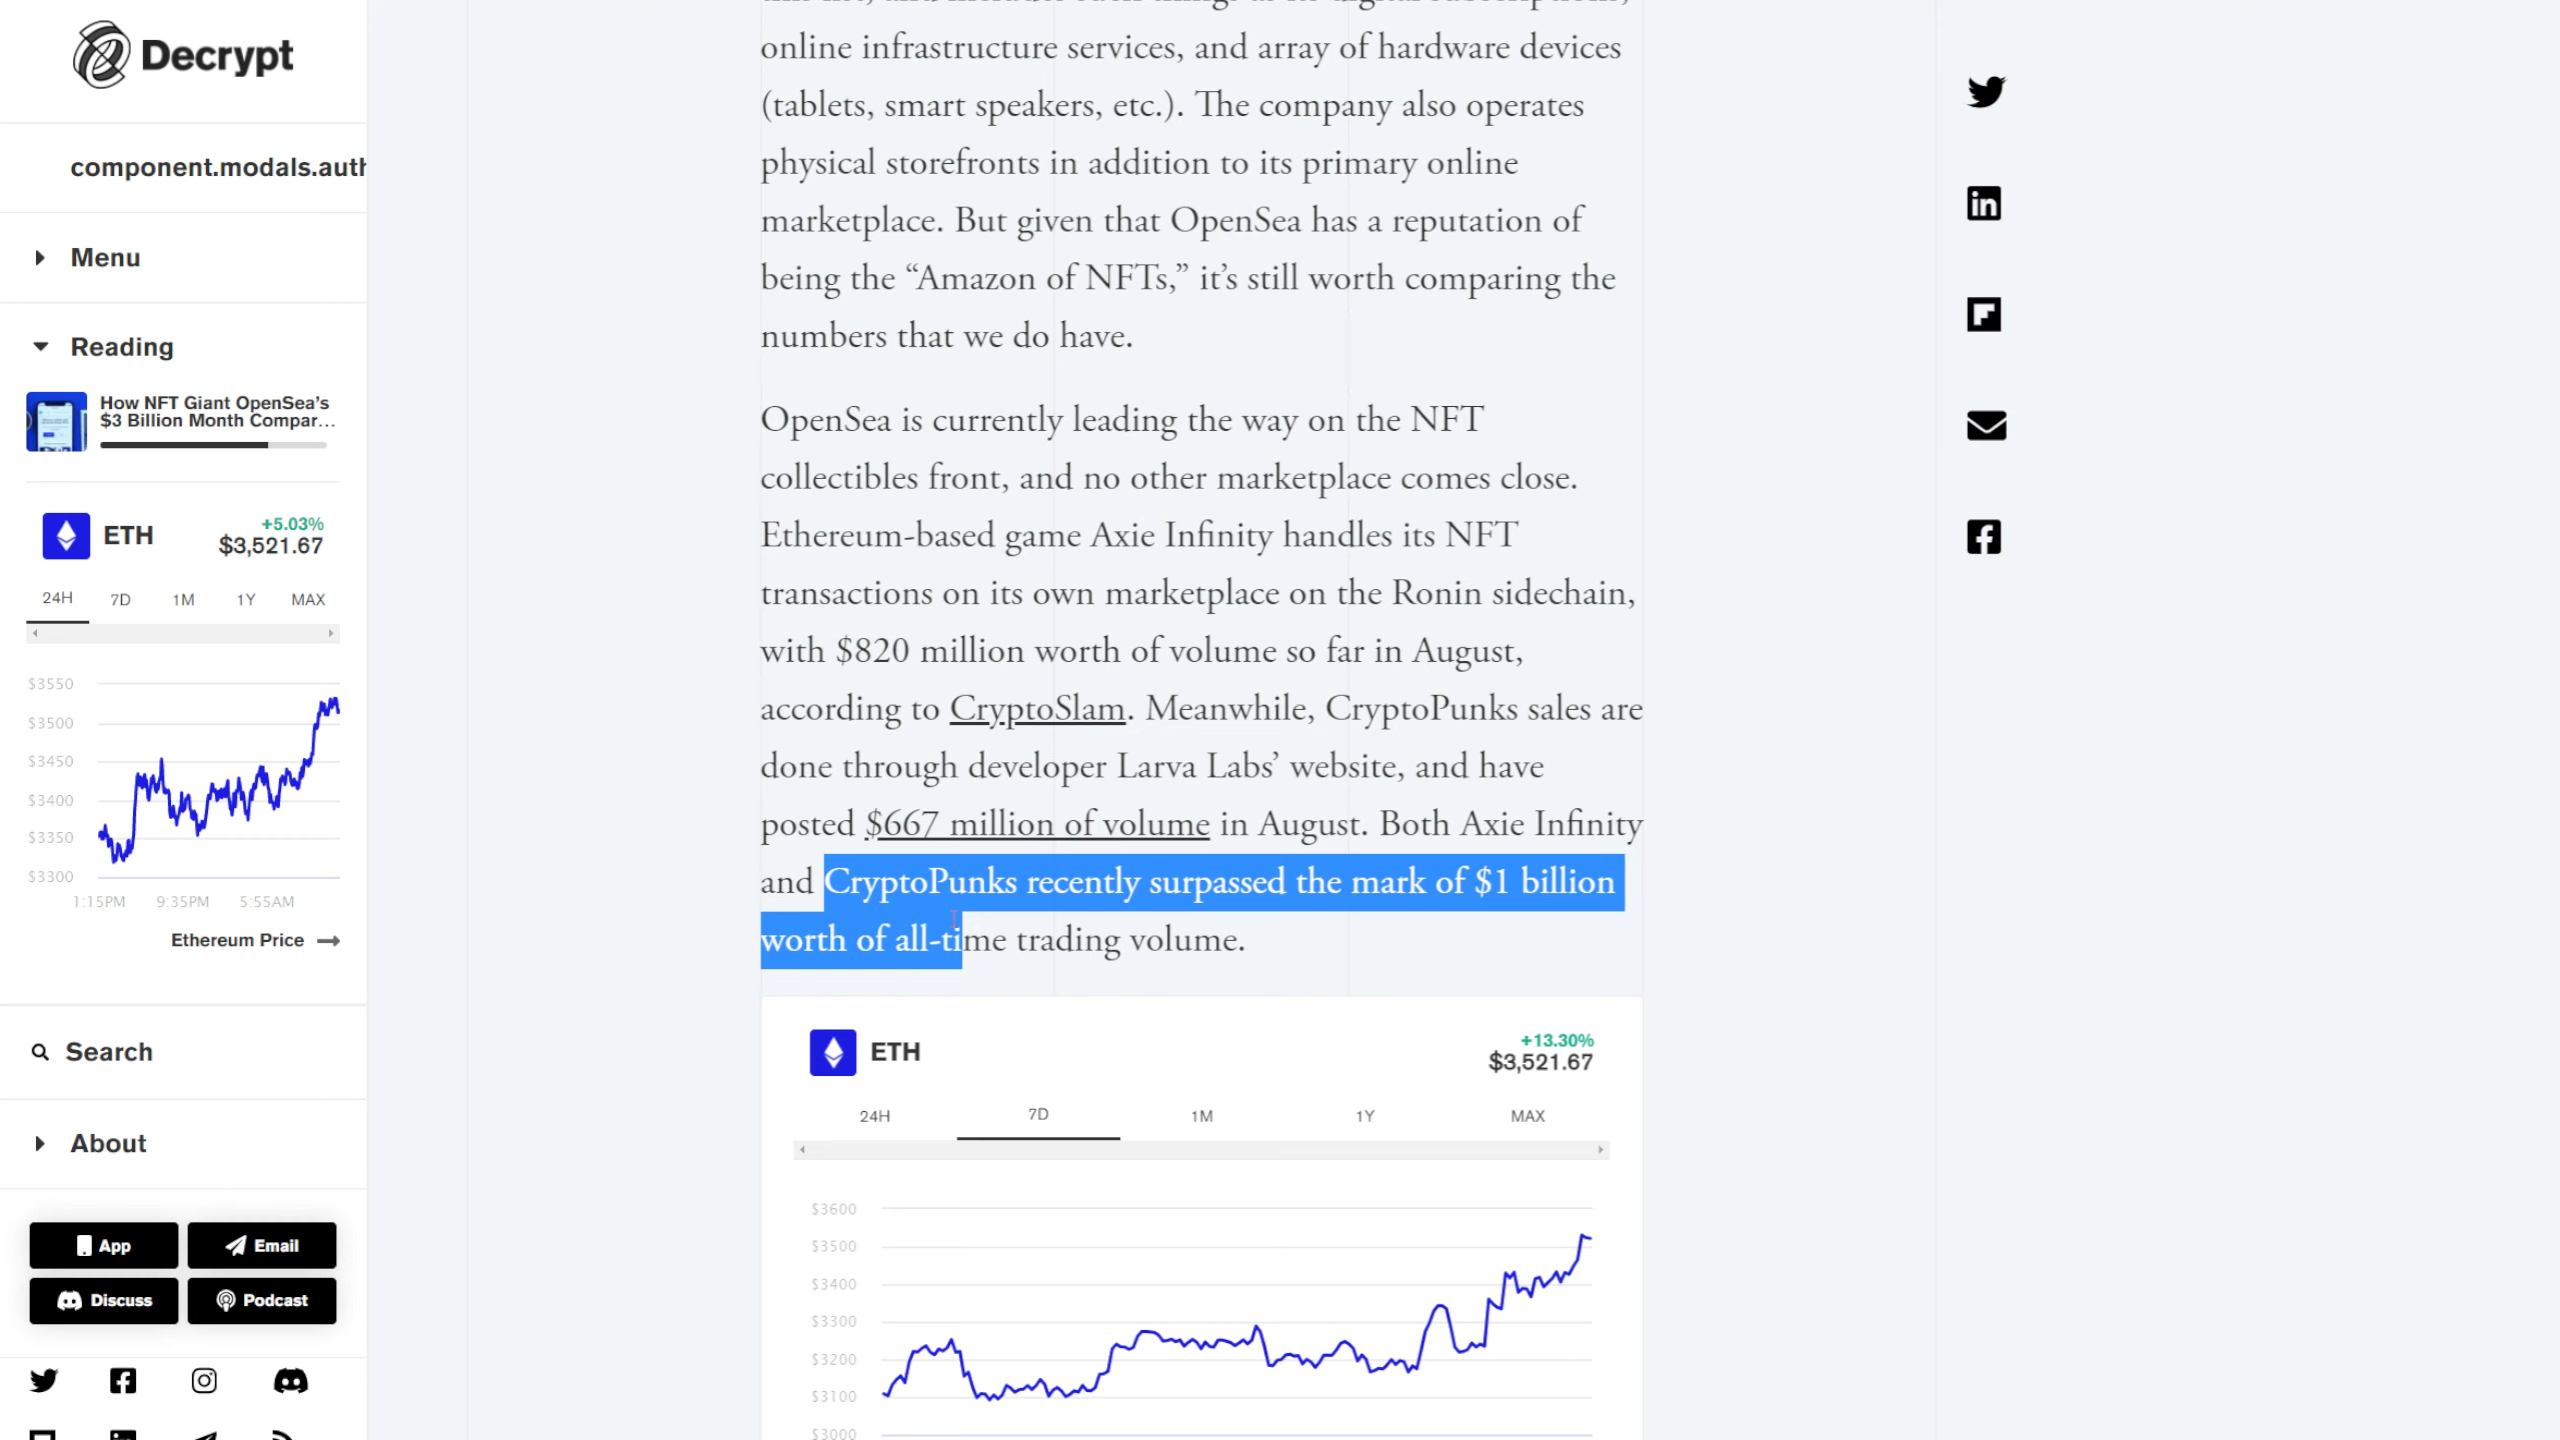 Decrypt
component.modals.auth
Menu
Reading
How NFT Giant OpenSea's
$3 Billion Month Compar...
ETH
+5.03%
$3,521.67
24H 7D 1M 1Y MAX
$3550
$3500
$3450
$3400
$3350
$3300
1:15PM 9:35PM 5:55AM
Ethereum Price
Search
About
App
Email
Discuss
Podcast
online infrastructure services, and array of hardware devices
(tablets, smart speakers, etc.). The company also operates
physical storefronts in addition to its primary online
marketplace. But given that OpenSea has a reputation of
being the “Amazon of NFTs,” it’s still worth comparing the
numbers that we do have.
OpenSea is currently leading the way on the NFT
collectibles front, and no other marketplace comes close.
Ethereum-based game Axie Infinity handles its NFT
transactions on its own marketplace on the Ronin sidechain,
with $820 million worth of volume so far in August,
according to CryptoSlam. Meanwhile, CryptoPunks sales are
done through developer Larva Labs’ website, and have
posted $667 million of volume in August. Both Axie Infinity
and CryptoPunks recently surpassed the mark of $1 billion
worth of all-time trading volume.
ETH
+13.30%
$3,521.67
24H 7D 1M 1Y MAX
$3600
$3500
$3400
$3300
$3200
$3100
$3000